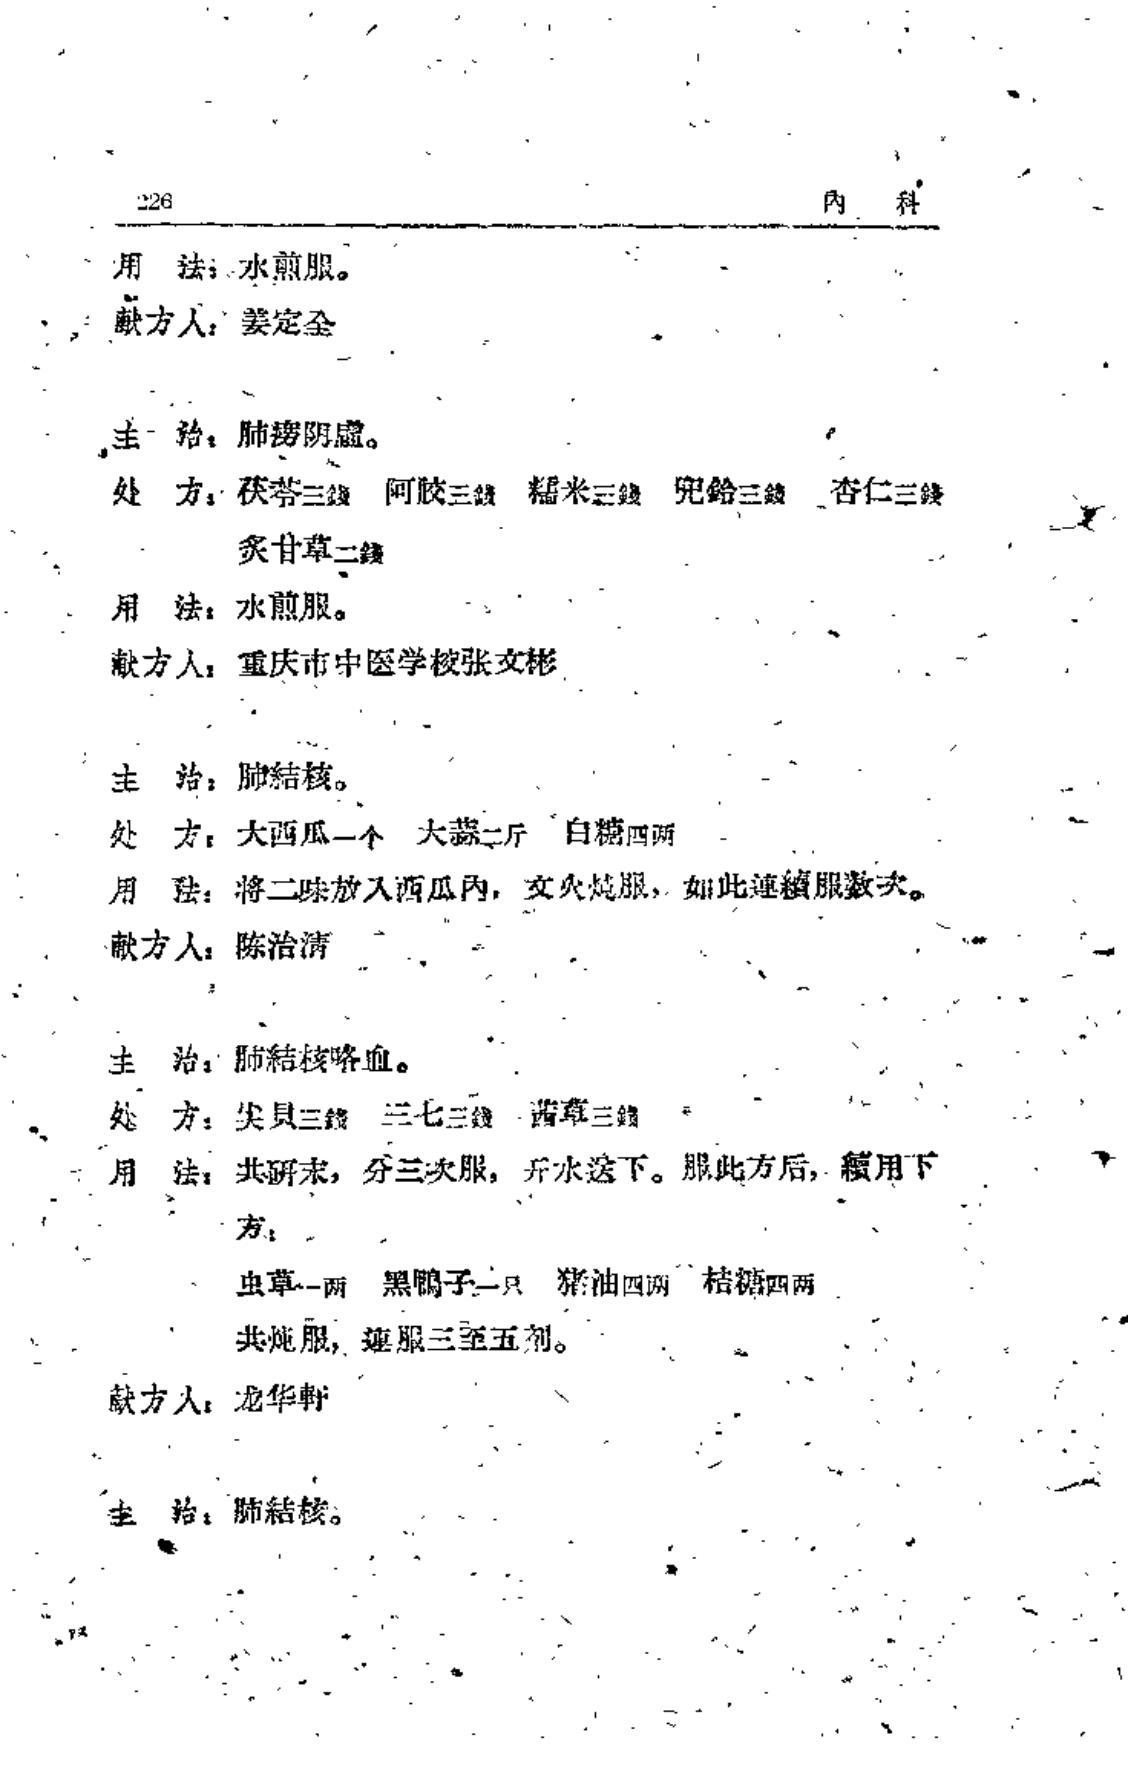 226 內 科
用 法：水煎服。
献方人：姜定全
主 治：肺痨阴虛。
处 方：茯苓三錢 阿胶三錢 糯米三錢 兜鈴三錢 杏仁三錢
炙甘草二錢
用 法：水煎服。
献方人：重庆市中医学校张文彬
主 治：肺結核。
处 方：大西瓜一个 大蒜二斤 白糖四两
用 法：将二味放入西瓜內，文火炖服，如此連續服数次。
献方人：陈治清
主 治：肺結核咯血。
处 方：尖貝三錢 三七三錢 茜草三錢
用 法：共研末，分三次服，开水送下。服此方后，續用下
方：
虫草一两 黑鴨子一只 猪油四两 桔糖四两
共炖服，連服三至五剂。
献方人：龙华軒
主 治：肺結核。